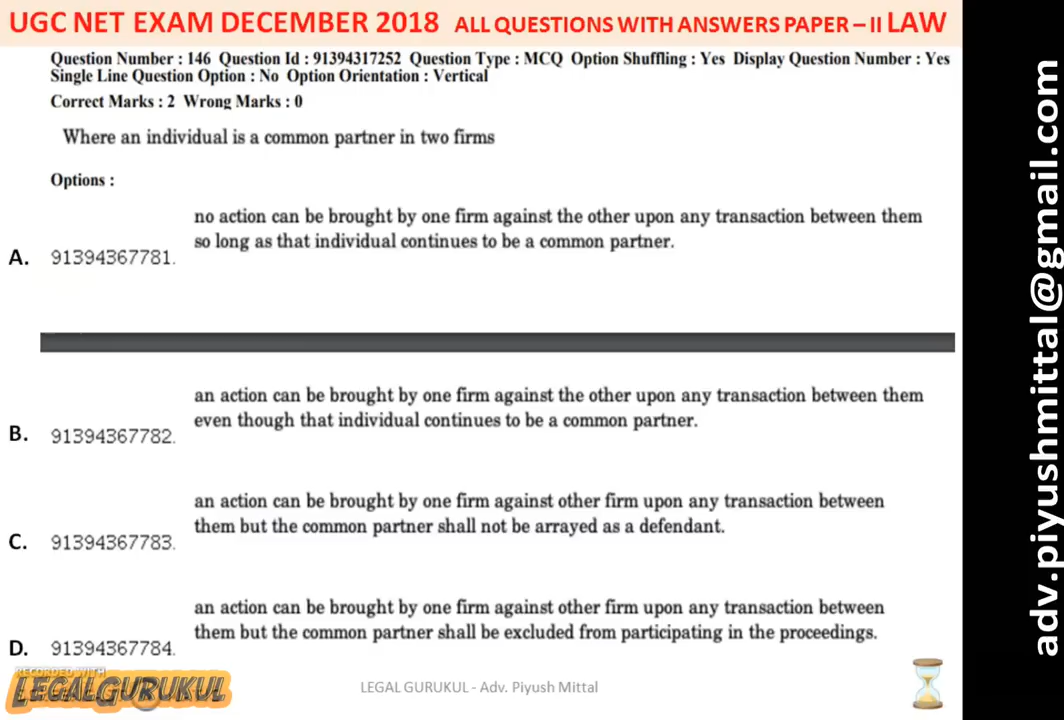 UGC NET EXAM DECEMBER 2018 ALL QUESTIONS WITH ANSWERS PAPER – II LAW
Question Number : 146 Question Id : 91394317252 Question Type : MCQ Option Shuffling : Yes Display Question Number : Yes
Single Line Question Option : No Option Orientation : Vertical
Correct Marks : 2 Wrong Marks : 0
Where an individual is a common partner in two firms
Options :
no action can be brought by one firm against the other upon any transaction between them
so long as that individual continues to be a common partner.
A. 91394367781.
an action can be brought by one firm against the other upon any transaction between them
even though that individual continues to be a common partner.
B. 91394367782.
an action can be brought by one firm against other firm upon any transaction between
them but the common partner shall not be arrayed as a defendant.
C. 91394367783.
an action can be brought by one firm against other firm upon any transaction between
them but the common partner shall be excluded from participating in the proceedings.
D. 91394367784.
RECORDED WITH
LEGALGURUKUL
LEGAL GURUKUL - Adv. Piyush Mittal
adv.piyushmittal@gmail.com